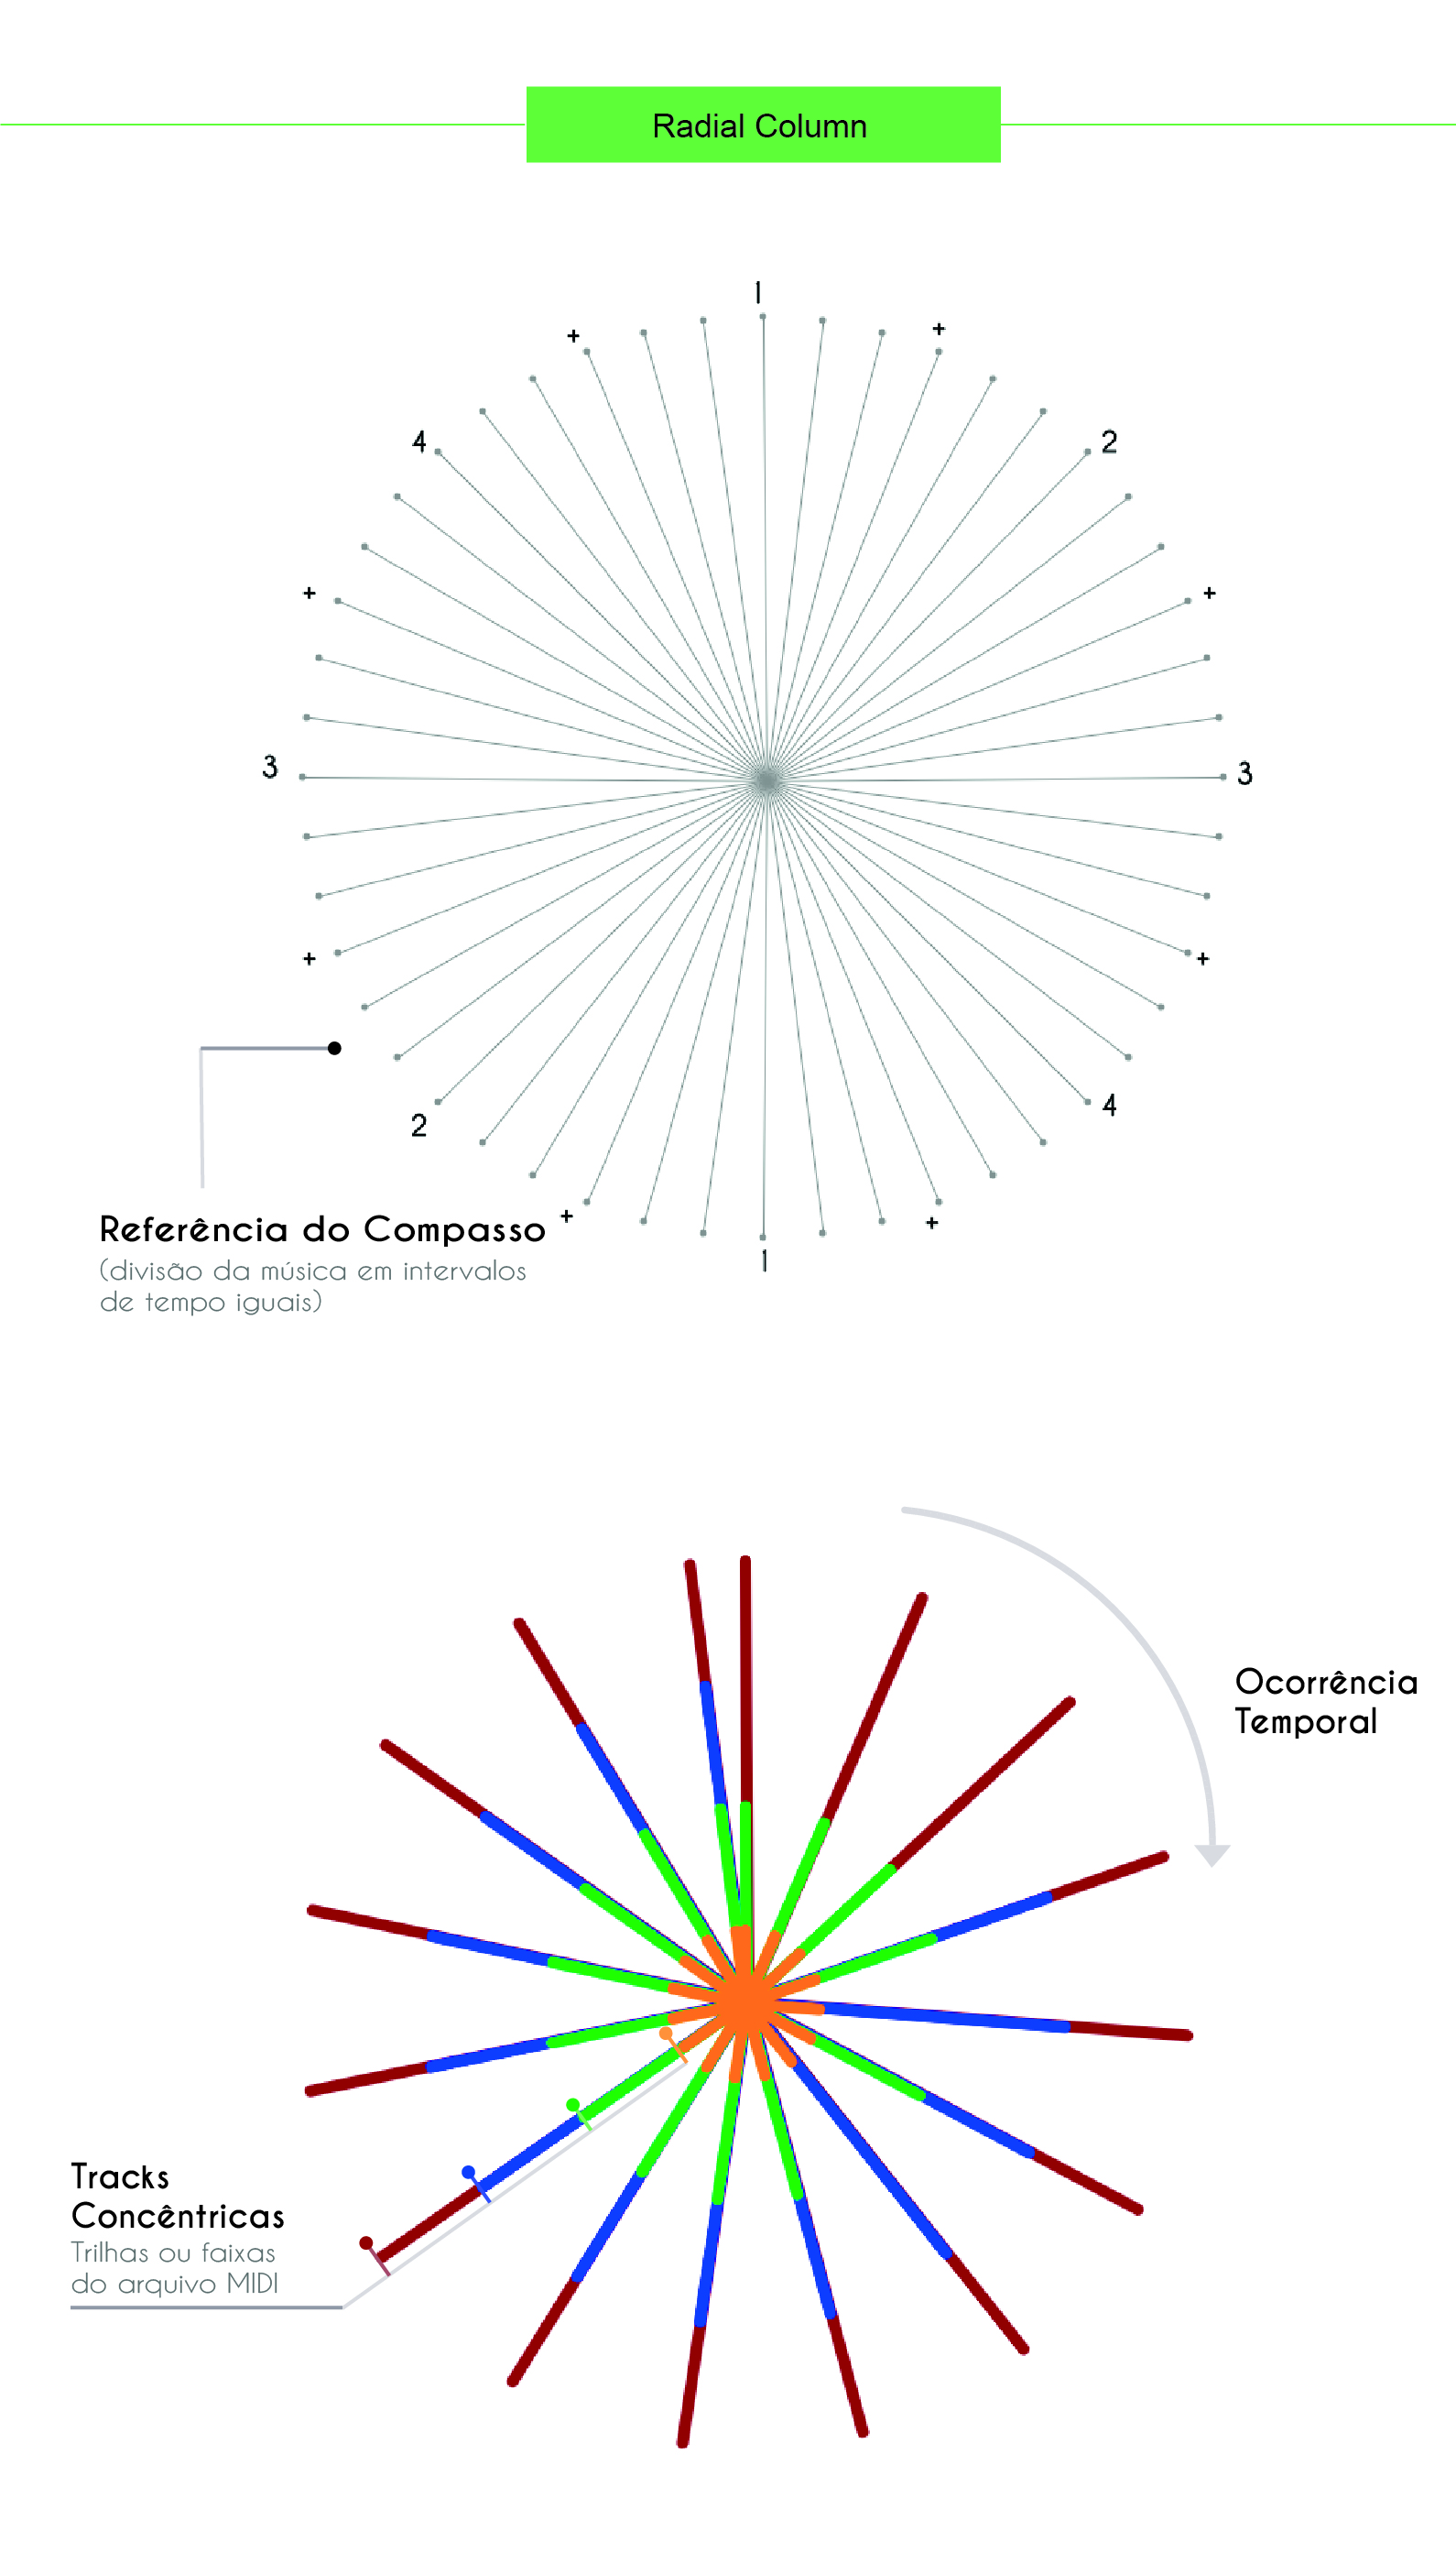 Radial Column
1
+
+
4
2
+
+
3
3
+
+
2
4
+
+
1
Referência do Compasso
(divisão da música em intervalos
de tempo iguais)
Ocorrência
Temporal
Tracks
Concêntricas
Trilhas ou faixas
do arquivo MIDI